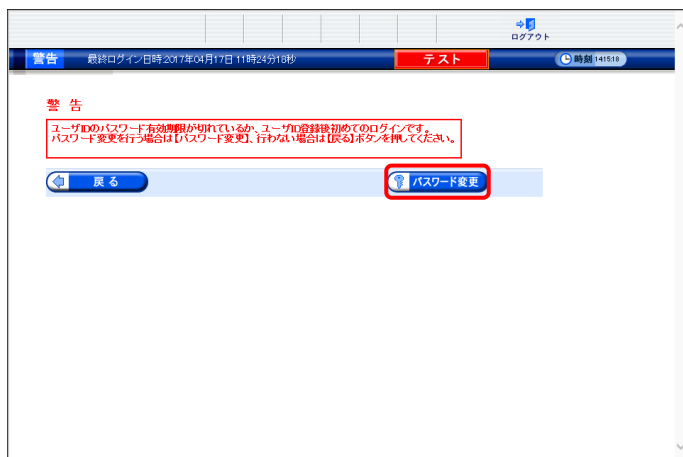 ログアウト
警告 最終ログイン日時:2017年04月17日 11時24分18秒 テスト 時刻 14:15:18
警 告
ユーザIDのパスワード有効期限が切れているか、ユーザID登録後初めてのログインです。
パスワード変更を行う場合は【パスワード変更】、行わない場合は【戻る】ボタンを押してください。
戻る パスワード変更